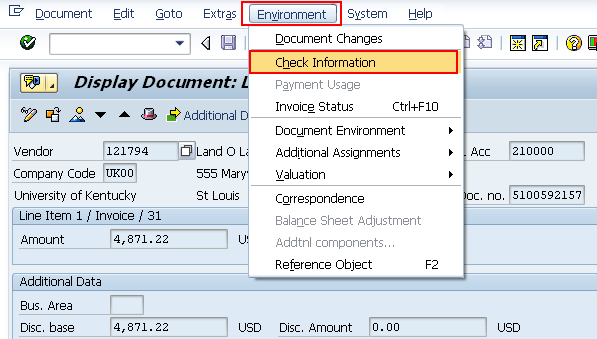 Document Edit Goto Extras Environment System Help
Document Changes
Check Information
Payment Usage
Invoice Status Ctrl+F10
Document Environment
Additional Assignments
Valuation
Correspondence
Balance Sheet Adjustment
Addtnl components...
Reference Object F2
Display Document: L
Additional D
Vendor 121794 Land O La Acc 210000
Company Code UK00 555 Mary
University of Kentucky St Louis Doc. no. 5100592157
Line Item 1 / Invoice / 31
Amount 4,871.22 US
Additional Data
Bus. Area
Disc. base 4,871.22 USD Disc. Amount 0.00 USD